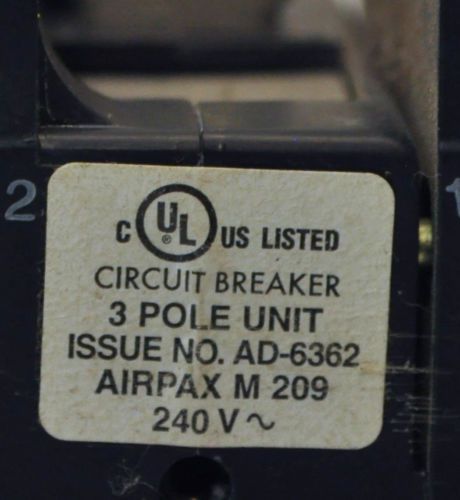 2
C UL ® US LISTED
1
CIRCUIT BREAKER
3 POLE UNIT
ISSUE NO. AD-6362
AIRPAX M 209
240 V ~